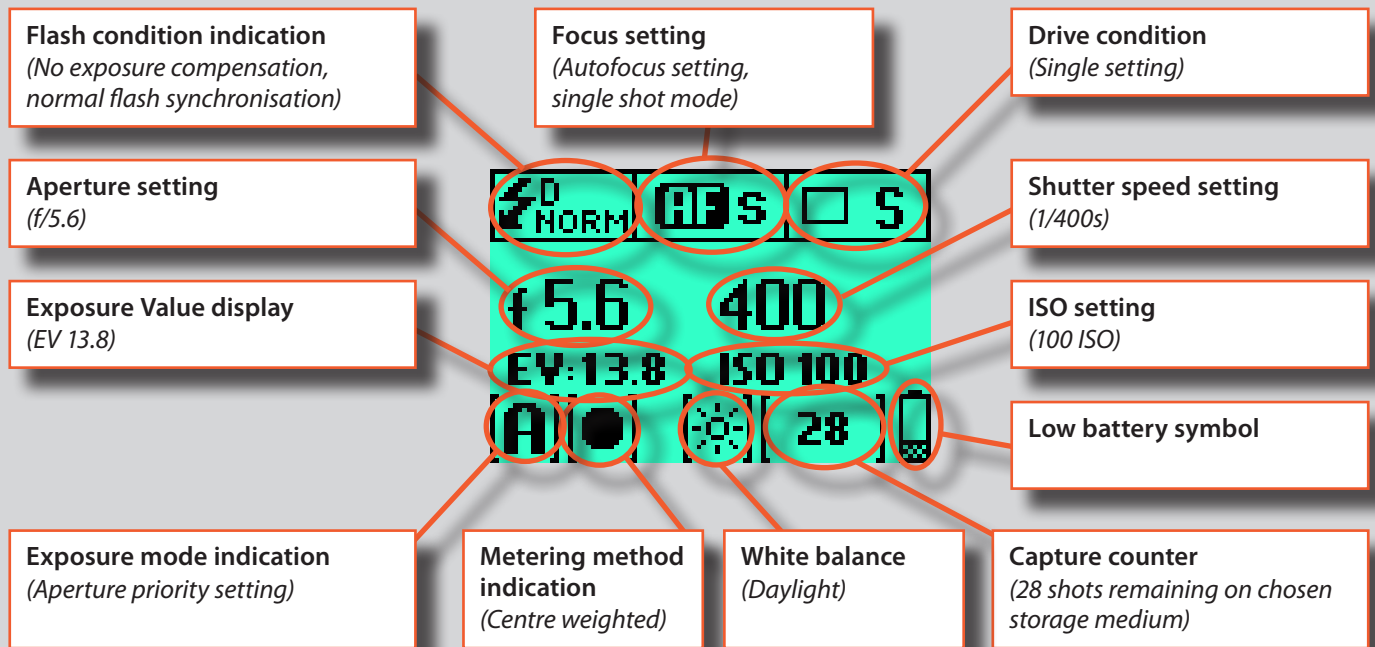 Flash condition indication
(No exposure compensation,
normal flash synchronisation)
Focus setting
(Autofocus setting,
single shot mode)
Drive condition
(Single setting)
Aperture setting
(f/5.6)
Shutter speed setting
(1/400s)
Exposure Value display
(EV 13.8)
ISO setting
(100 ISO)
Low battery symbol
D
NORM
AF S
S
f 5.6
400
EV:13.8
ISO 100
[A]
[ 28 ]
Exposure mode indication
(Aperture priority setting)
Metering method
indication
(Centre weighted)
White balance
(Daylight)
Capture counter
(28 shots remaining on chosen
storage medium)